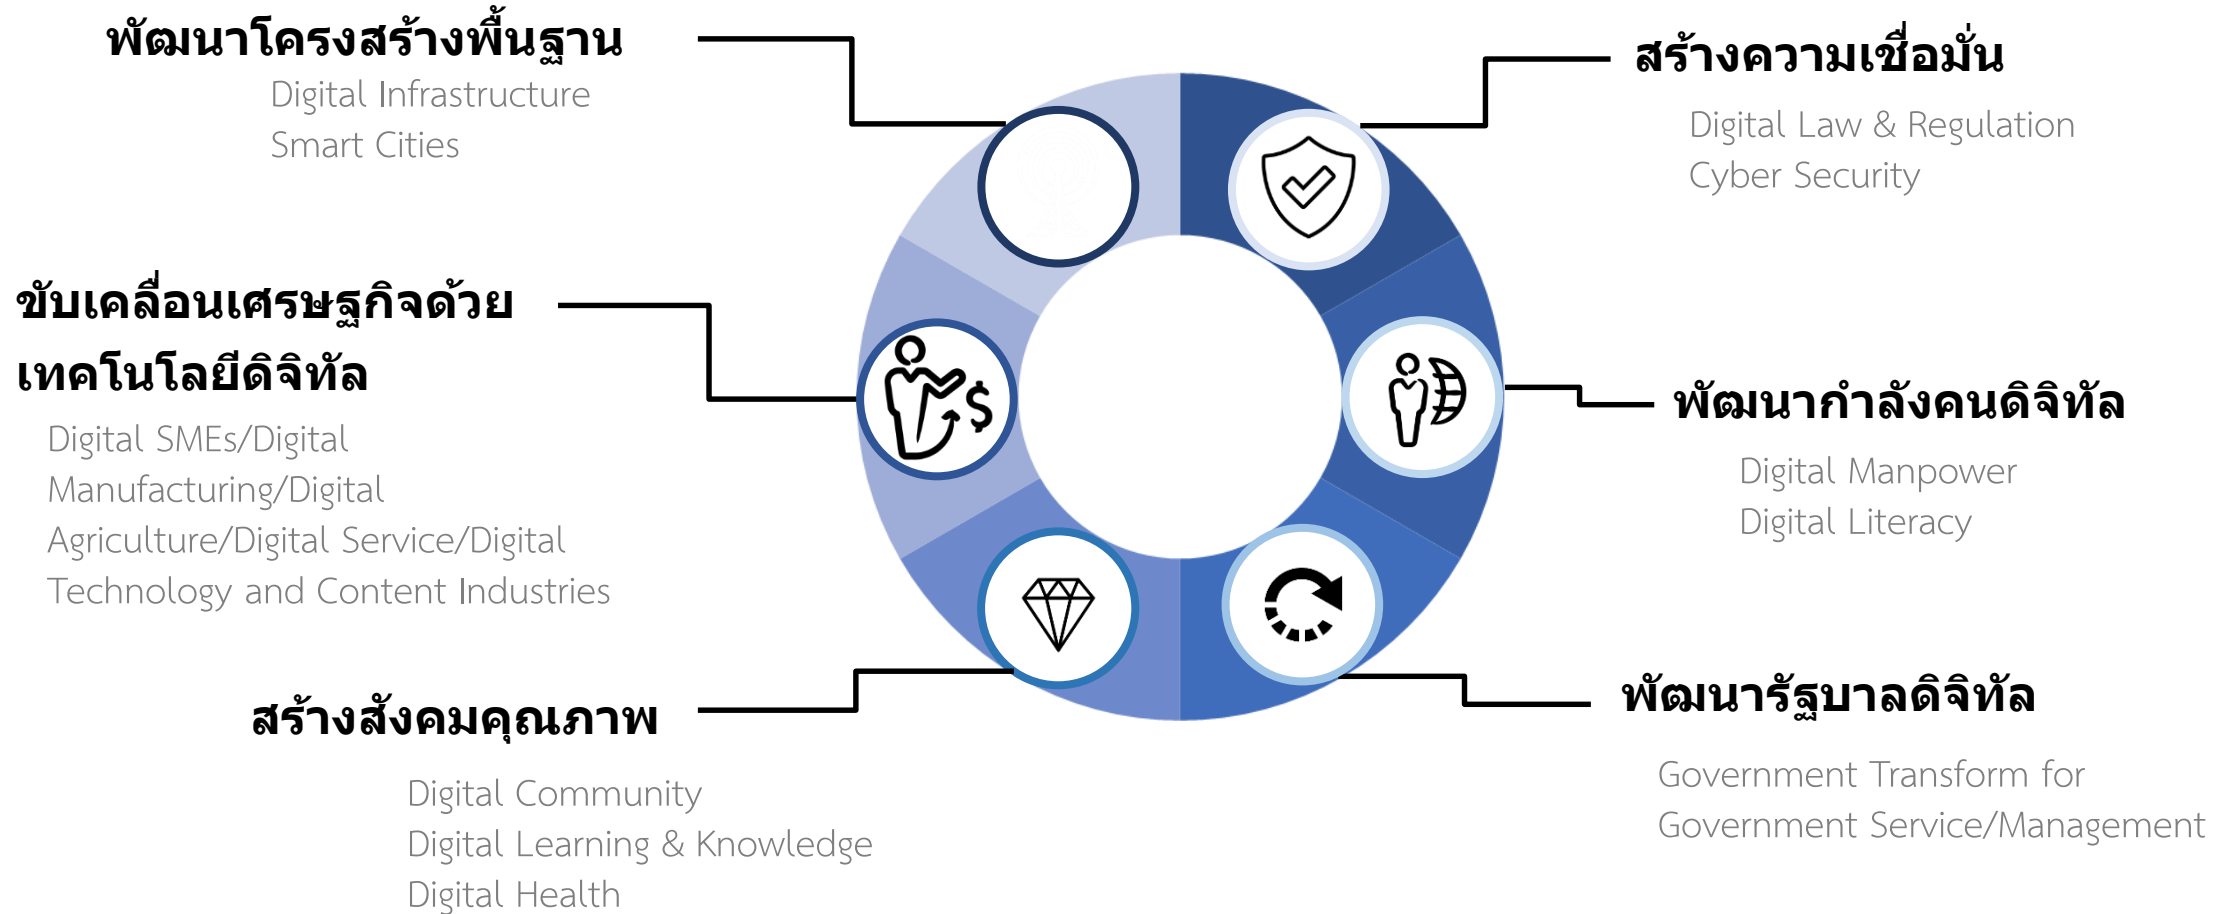 พัฒนาโครงสร้างพื้นฐาน
Digital Infrastructure
Smart Cities
ขับเคลื่อนเศรษฐกิจด้วย
เทคโนโลยีดิจิทัล
Digital SMEs/Digital
Manufacturing/Digital
Agriculture/Digital Service/Digital
Technology and Content Industries
สร้างสังคมคุณภาพ
Digital Community
Digital Learning & Knowledge
Digital Health
สร้างความเชื่อมั่น
Digital Law & Regulation
Cyber Security
พัฒนากำลังคนดิจิทัล
Digital Manpower
Digital Literacy
พัฒนารัฐบาลดิจิทัล
Government Transform for
Government Service/Management
$